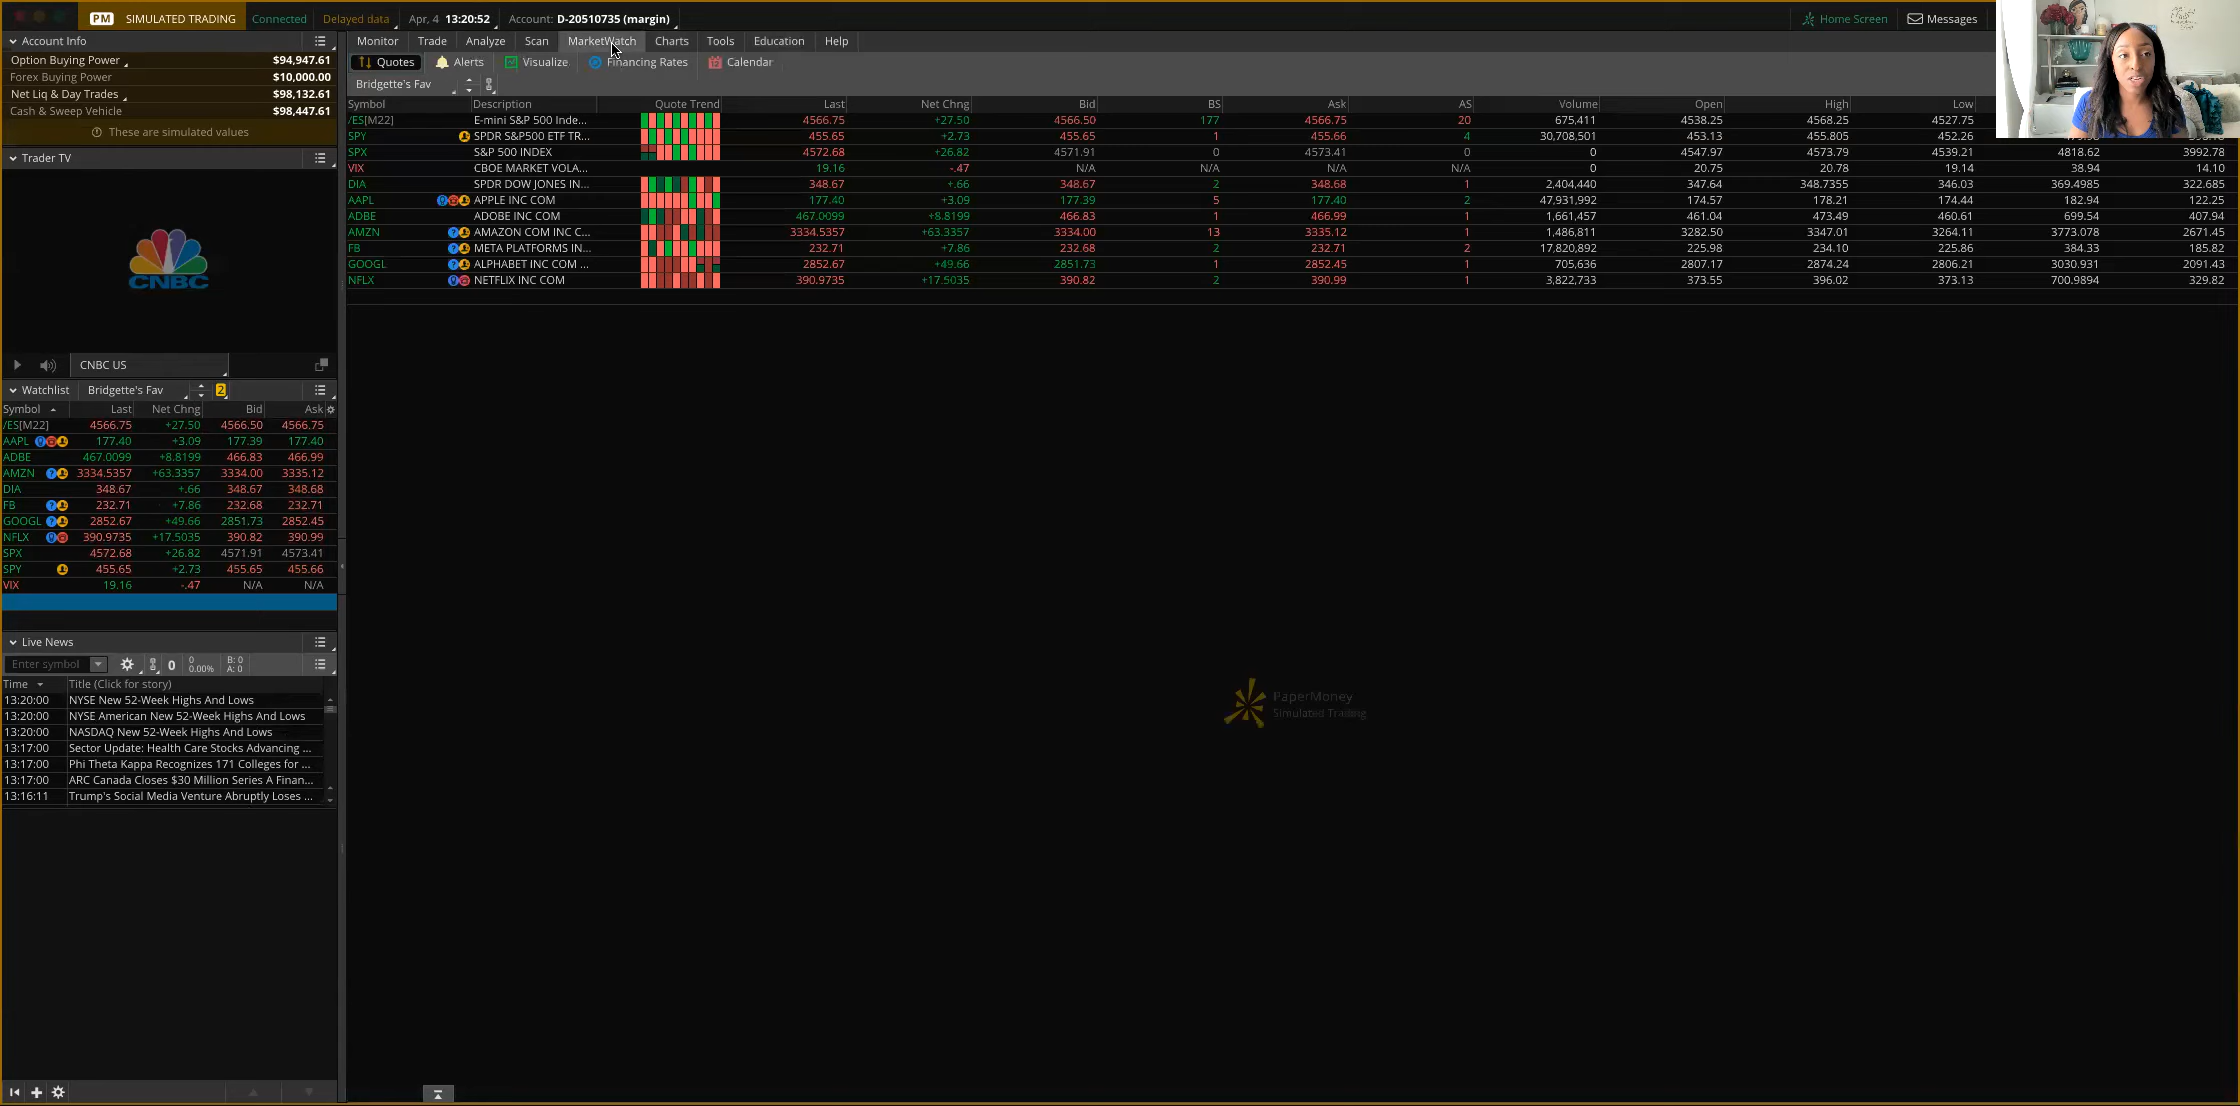 PM SIMULATED TRADING Connected Delayed data Apr, 4 13:20:52 Account: D-20510735 (margin) Home Screen Messages
Account Info
Option Buying Power $94,947.61
Forex Buying Power $10,000.00
Net Liq & Day Trades $98,132.61
Cash & Sweep Vehicle $98,447.61
These are simulated values
Trader TV
CNBC
CNBC US
Watchlist Bridgette's Fav 2
Symbol Last Net Chng Bid Ask
/ES[M22] 4566.75 +27.50 4566.50 4566.75
AAPL 177.40 +3.09 177.39 177.40
ADBE 467.0099 +8.8199 466.83 466.99
AMZN 3334.5357 +63.3357 3334.00 3335.12
DIA 348.67 +.66 348.67 348.68
FB 232.71 +7.86 232.68 232.71
GOOGL 2852.67 +49.66 2851.73 2852.45
NFLX 390.9735 +17.5035 390.82 390.99
SPX 4572.68 +26.82 4571.91 4573.41
SPY 455.65 +2.73 455.65 455.66
VIX 19.16 -.47 N/A N/A
Live News
Enter symbol 0 0 0.00% B: 0 A: 0
Time Title (Click for story)
13:20:00 NYSE New 52-Week Highs And Lows
13:20:00 NYSE American New 52-Week Highs And Lows
13:20:00 NASDAQ New 52-Week Highs And Lows
13:17:00 Sector Update: Health Care Stocks Advancing ...
13:17:00 Phi Theta Kappa Recognizes 171 Colleges for ...
13:17:00 ARC Canada Closes $30 Million Series A Finan...
13:16:11 Trump's Social Media Venture Abruptly Loses ...
Monitor Trade Analyze Scan MarketWatch Charts Tools Education Help
Quotes Alerts Visualize Financing Rates Calendar
Bridgette's Fav
Symbol Description Quote Trend Last Net Chng Bid BS Ask AS Volume Open High Low
/ES[M22] E-mini S&P 500 Inde... 4566.75 +27.50 4566.50 177 4566.75 20 675,411 4538.25 4568.25 4527.75
SPY SPDR S&P500 ETF TR... 455.65 +2.73 455.65 1 455.66 4 30,708,501 453.13 455.805 452.26
SPX S&P 500 INDEX 4572.68 +26.82 4571.91 0 4573.41 0 0 4547.97 4573.79 4539.21 4818.62 3992.78
VIX CBOE MARKET VOLA... 19.16 -.47 N/A N/A N/A N/A 0 20.75 20.78 19.14 38.94 14.10
DIA SPDR DOW JONES IN... 348.67 +.66 348.67 2 348.68 1 2,404,440 347.64 348.7355 346.03 369.4985 322.685
AAPL APPLE INC COM 177.40 +3.09 177.39 5 177.40 2 47,931,992 174.57 178.21 174.44 182.94 122.25
ADBE ADOBE INC COM 467.0099 +8.8199 466.83 1 466.99 1 1,661,457 461.04 473.49 460.61 699.54 407.94
AMZN AMAZON COM INC C... 3334.5357 +63.3357 3334.00 13 3335.12 1 1,486,811 3282.50 3347.01 3264.11 3773.078 2671.45
FB META PLATFORMS IN... 232.71 +7.86 232.68 2 232.71 2 17,820,892 225.98 234.10 225.86 384.33 185.82
GOOGL ALPHABET INC COM ... 2852.67 +49.66 2851.73 1 2852.45 1 705,636 2807.17 2874.24 2806.21 3030.931 2091.43
NFLX NETFLIX INC COM 390.9735 +17.5035 390.82 2 390.99 1 3,822,733 373.55 396.02 373.13 700.9894 329.82
PaperMoney
Simulated Trading